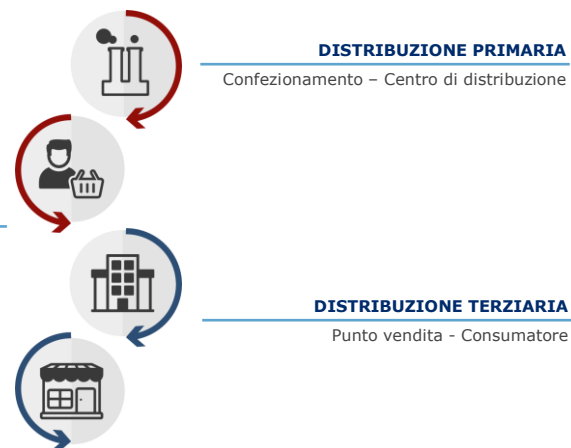 DISTRIBUZIONE PRIMARIA
Confezionamento – Centro di distribuzione
DISTRIBUZIONE TERZIARIA
Punto vendita - Consumatore